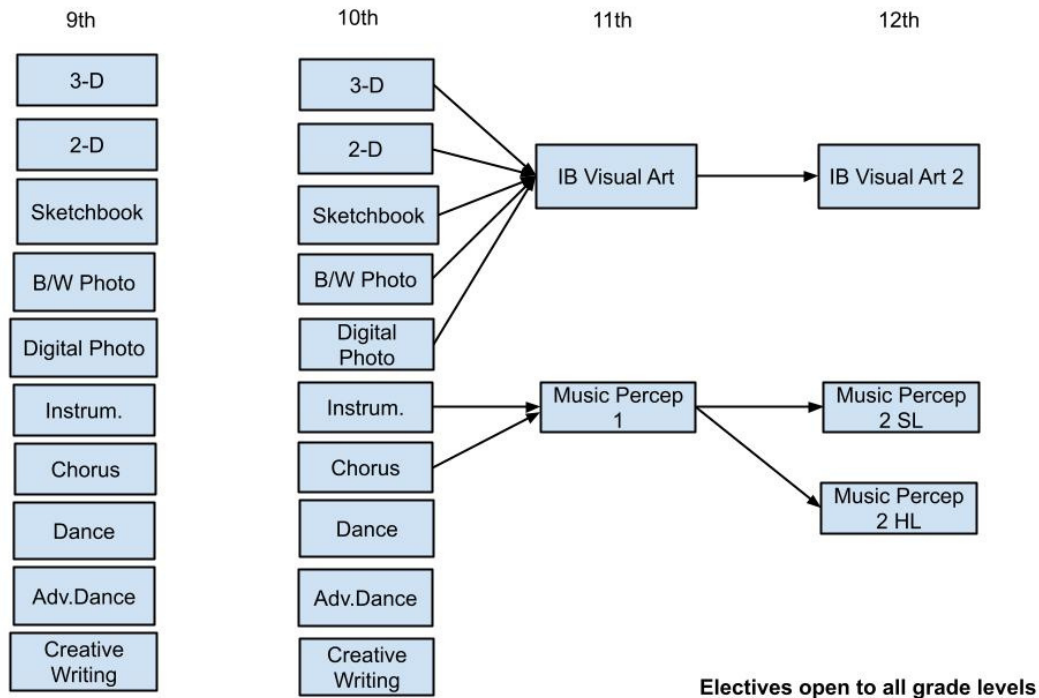 9th
10th
11th
12th
3-D
2-D
Sketchbook
B/W Photo
Digital Photo
Instrum.
Chorus
Dance
Adv.Dance
Creative
Writing
3-D
2-D
Sketchbook
B/W Photo
Digital
Photo
Instrum.
Chorus
Dance
Adv.Dance
Creative
Writing
IB Visual Art
Music Percep
1
IB Visual Art 2
Music Percep
2 SL
Music Percep
2 HL
Electives open to all grade levels